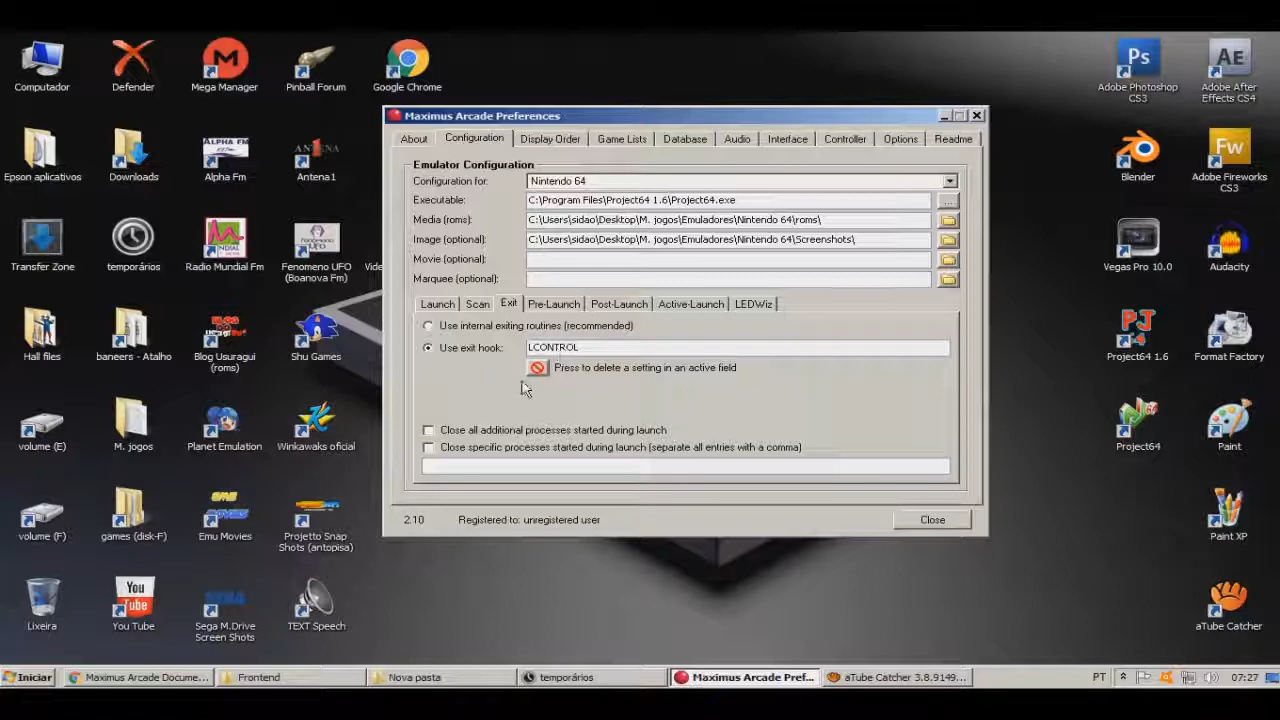 Computador
Defender
Mega Manager
Pinball Forum
Google Chrome
Ps
Adobe Photoshop
CS3
Ae
Adobe After
Effects CS4
Epson aplicativos
Downloads
ALPHA FM
Alpha Fm
ANTENA 1
Antena1
Blender
Fw
Adobe Fireworks
CS3
Transfer Zone
temporários
Radio Mundial Fm
Fenomeno UFO
(Boanova Fm)
Vegas Pro 10.0
Audacity
Hall files
baneers - Atalho
Blog Usuragui
(roms)
Shu Games
Project64 1.6
Format Factory
volume (E)
M. jogos
Planet Emulation
Winkawaks oficial
Project64
Paint
volume (F)
games (disk-F)
Emu Movies
Projetto Snap
Shots (antopisa)
Paint XP
Lixeira
You
Tube
You Tube
Sega M.Drive
Screen Shots
TEXT Speech
aTube Catcher
Maximus Arcade Preferences
About
Configuration
Display Order
Game Lists
Database
Audio
Interface
Controller
Options
Readme
Emulator Configuration
Configuration for:
Nintendo 64
Executable:
C:\Program Files\Project64 1.6\Project64.exe
...
Media (roms):
C:\Users\sidao\Desktop\M. jogos\Emuladores\Nintendo 64\roms\
Image (optional):
C:\Users\sidao\Desktop\M. jogos\Emuladores\Nintendo 64\Screenshots\
Movie (optional):
Marquee (optional):
Launch
Scan
Exit
Pre-Launch
Post-Launch
Active-Launch
LEDWiz
Use internal exiting routines (recommended)
Use exit hook:
LCONTROL
Press to delete a setting in an active field
Close all additional processes started during launch
Close specific processes started during launch (separate all entries with a comma)
2.10
Registered to: unregistered user
Close
Iniciar
Maximus Arcade Docume...
Frontend
Nova pasta
temporários
Maximus Arcade Pref...
aTube Catcher 3.8.9149...
PT
07:27